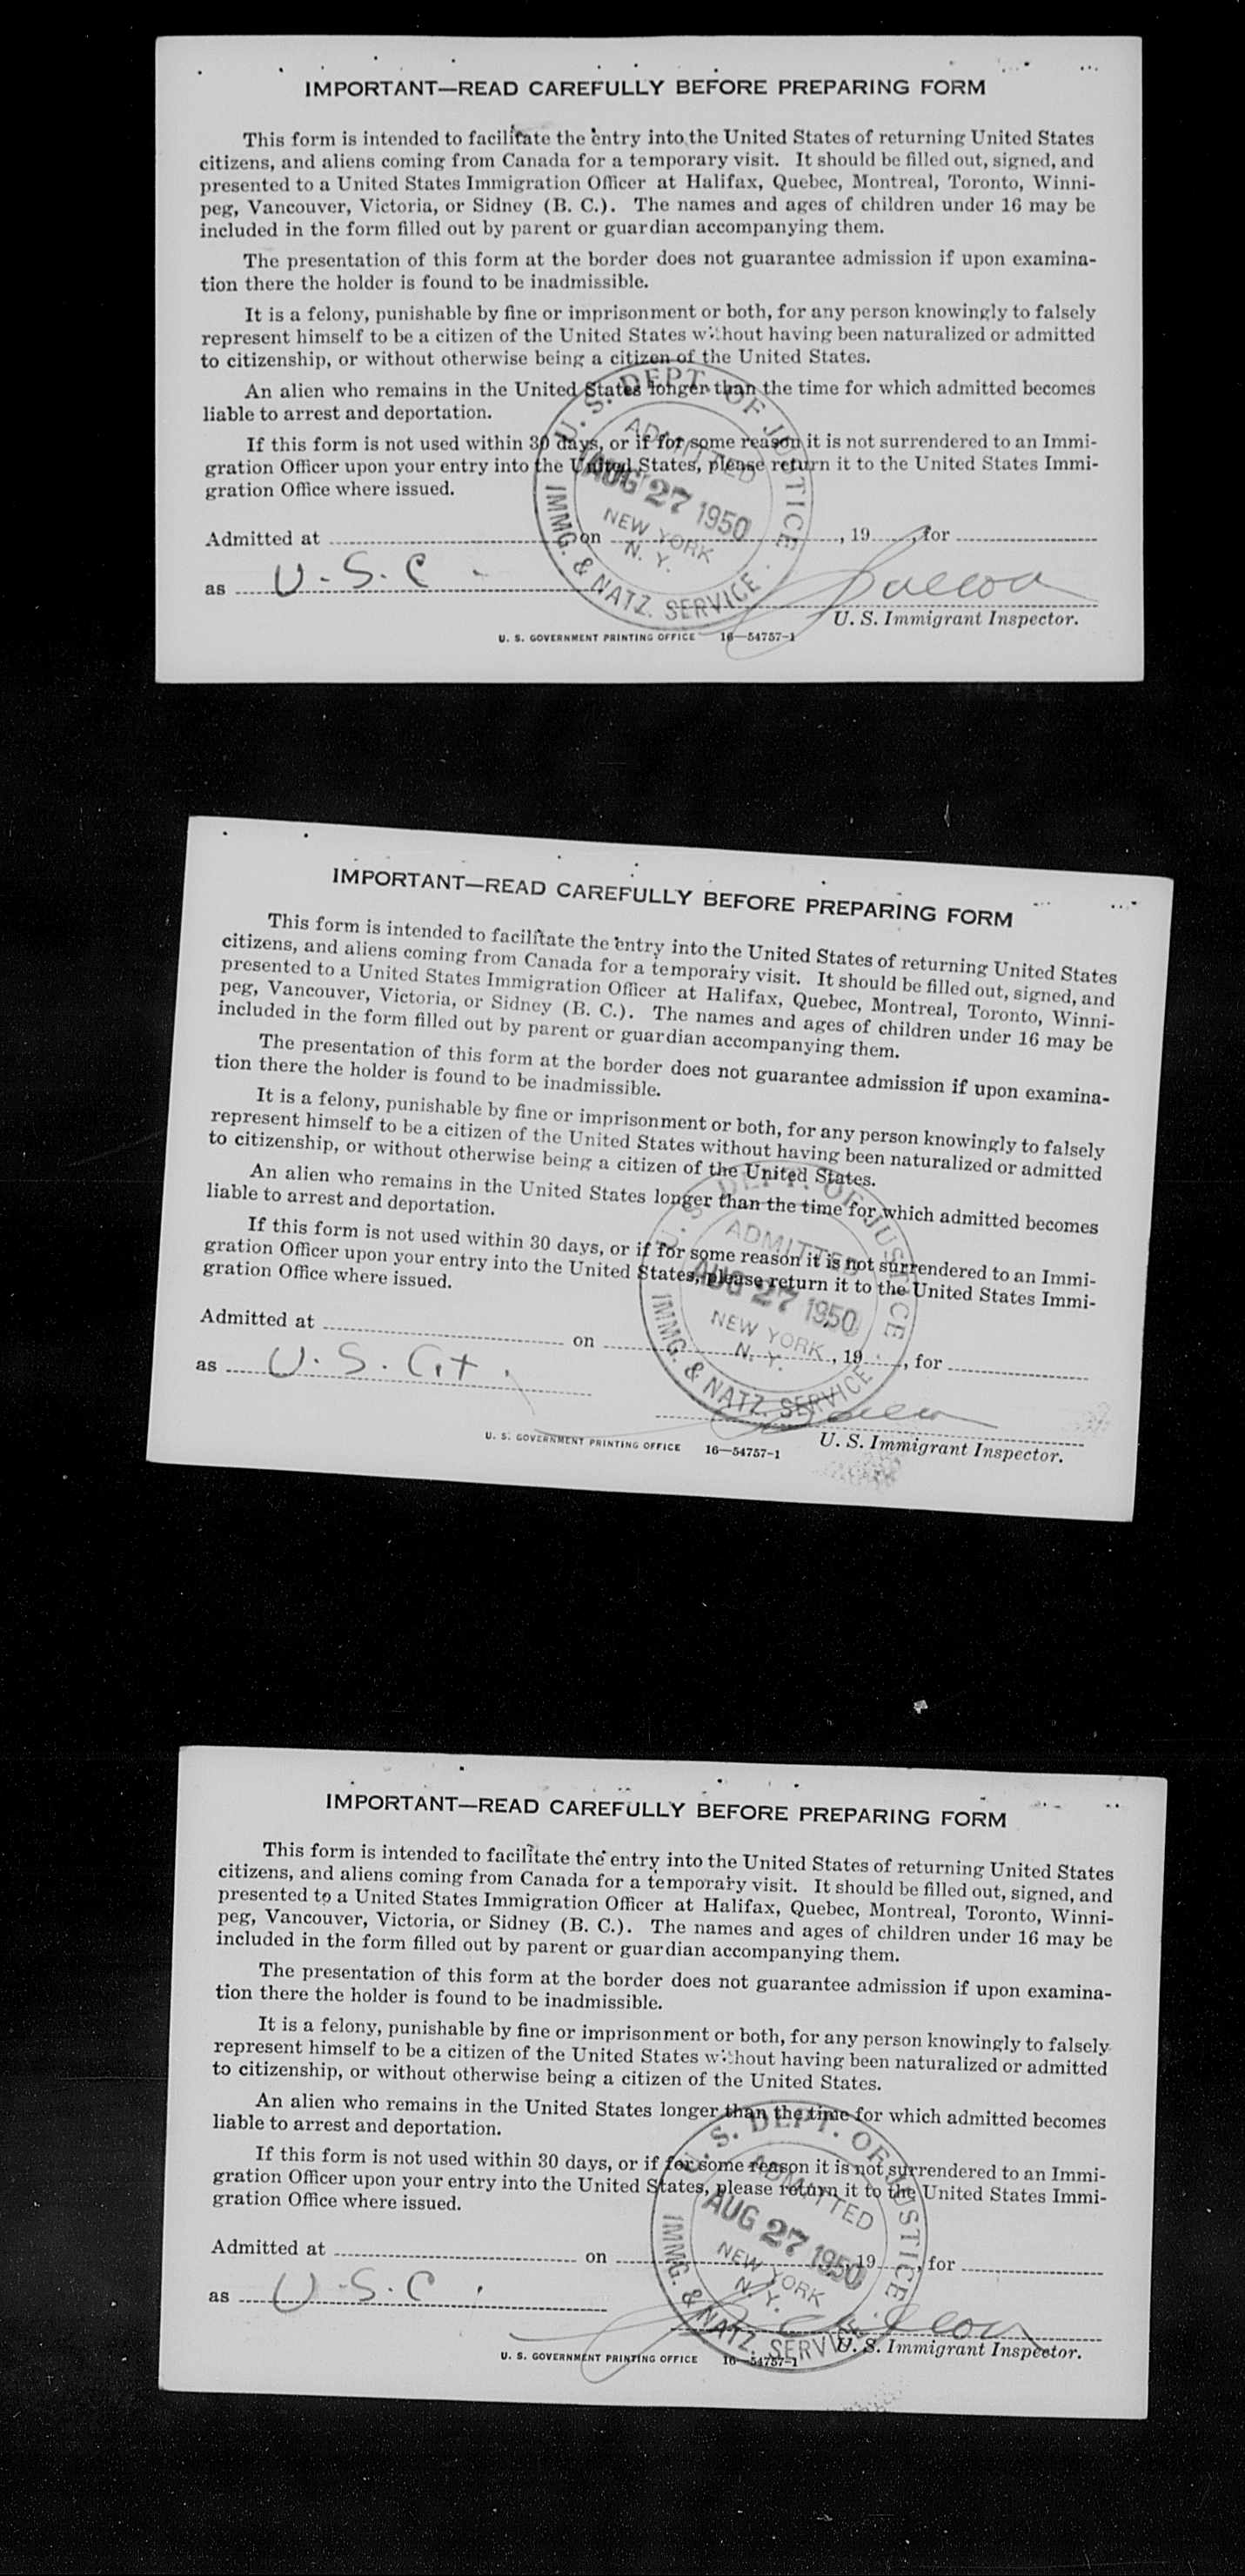 IMPORTANT—READ CAREFULLY BEFORE PREPARING FORM
This form is intended to facilitate the entry into the United States of returning United States
citizens, and aliens coming from Canada for a temporary visit. It should be filled out, signed, and
presented to a United States Immigration Officer at Halifax, Quebec, Montreal, Toronto, Winni-
peg, Vancouver, Victoria, or Sidney (B. C.). The names and ages of children under 16 may be
included in the form filled out by parent or guardian accompanying them.
The presentation of this form at the border does not guarantee admission if upon examina-
tion there the holder is found to be inadmissible.
It is a felony, punishable by fine or imprisonment or both, for any person knowingly to falsely
represent himself to be a citizen of the United States without having been naturalized or admitted
to citizenship, or without otherwise being a citizen of the United States.
An alien who remains in the United States longer than the time for which admitted becomes
liable to arrest and deportation.
If this form is not used within 30 days, or if for some reason it is not surrendered to an Immi-
gration Officer upon your entry into the United States, please return it to the United States Immi-
gration Office where issued.
U. S. DEPT. OF JUSTICE
ADMITTED
AUG 27 1950
NEW YORK
N. Y.
IMMG. & NATZ. SERVICE
Admitted at on , 19 , for
as U.S.C.
U. S. Immigrant Inspector.
U. S. GOVERNMENT PRINTING OFFICE 16—54757-1
IMPORTANT—READ CAREFULLY BEFORE PREPARING FORM
This form is intended to facilitate the entry into the United States of returning United States
citizens, and aliens coming from Canada for a temporary visit. It should be filled out, signed, and
presented to a United States Immigration Officer at Halifax, Quebec, Montreal, Toronto, Winni-
peg, Vancouver, Victoria, or Sidney (B. C.). The names and ages of children under 16 may be
included in the form filled out by parent or guardian accompanying them.
The presentation of this form at the border does not guarantee admission if upon examina-
tion there the holder is found to be inadmissible.
It is a felony, punishable by fine or imprisonment or both, for any person knowingly to falsely
represent himself to be a citizen of the United States without having been naturalized or admitted
to citizenship, or without otherwise being a citizen of the United States.
An alien who remains in the United States longer than the time for which admitted becomes
liable to arrest and deportation.
If this form is not used within 30 days, or if for some reason it is not surrendered to an Immi-
gration Officer upon your entry into the United States, please return it to the United States Immi-
gration Office where issued.
U. S. DEPT. OF JUSTICE
ADMITTED
AUG 27 1950
NEW YORK
N. Y.
IMMG. & NATZ. SERVICE
Admitted at on , 19 , for
as U.S. Cit.
U. S. Immigrant Inspector.
U. S. GOVERNMENT PRINTING OFFICE 16—54757-1
IMPORTANT—READ CAREFULLY BEFORE PREPARING FORM
This form is intended to facilitate the entry into the United States of returning United States
citizens, and aliens coming from Canada for a temporary visit. It should be filled out, signed, and
presented to a United States Immigration Officer at Halifax, Quebec, Montreal, Toronto, Winni-
peg, Vancouver, Victoria, or Sidney (B. C.). The names and ages of children under 16 may be
included in the form filled out by parent or guardian accompanying them.
The presentation of this form at the border does not guarantee admission if upon examina-
tion there the holder is found to be inadmissible.
It is a felony, punishable by fine or imprisonment or both, for any person knowingly to falsely
represent himself to be a citizen of the United States without having been naturalized or admitted
to citizenship, or without otherwise being a citizen of the United States.
An alien who remains in the United States longer than the time for which admitted becomes
liable to arrest and deportation.
If this form is not used within 30 days, or if for some reason it is not surrendered to an Immi-
gration Officer upon your entry into the United States, please return it to the United States Immi-
gration Office where issued.
U. S. DEPT. OF JUSTICE
ADMITTED
AUG 27 1950
NEW YORK
N. Y.
IMMG. & NATZ. SERVICE
Admitted at on , 19 , for
as U.S.C.
U. S. Immigrant Inspector.
U. S. GOVERNMENT PRINTING OFFICE 16—54757-1